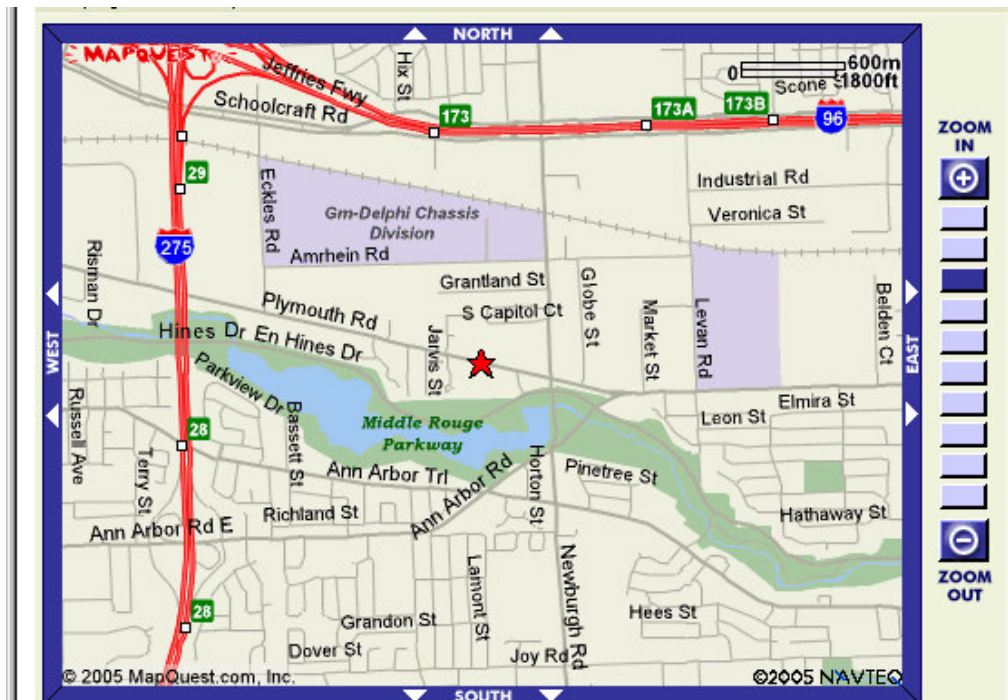 NORTH
MAPQUEST
Jeffries Fwy
Hix St
600m
0
1800ft
Scone
Schoolcraft Rd
173
173A
173B
96
ZOOM
IN
29
Eckles Rd
Industrial Rd
Gm-Delphi Chassis
Division
Veronica St
275
Amrhein Rd
Risman Dr
Grantland St
Plymouth Rd
S Capitol Ct
Globe St
Market St
Levan Rd
Belden Ct
WEST
EAST
Hines Dr
En Hines Dr
Jarvis St
Parkview Dr
Russell Ave
Bassett St
Middle Rouge
Parkway
Elmira St
Leon St
28
Terry St
Ann Arbor Trl
Ann Arbor Rd
Horton St
Pinetree St
Richland St
Hathaway St
Ann Arbor Rd E
ZOOM
OUT
Lamont St
Newburgh Rd
28
Grandon St
Hees St
Dover St
Joy Rd
Rd
© 2005 MapQuest.com, Inc.
©2005 NAVTEQ
SOUTH